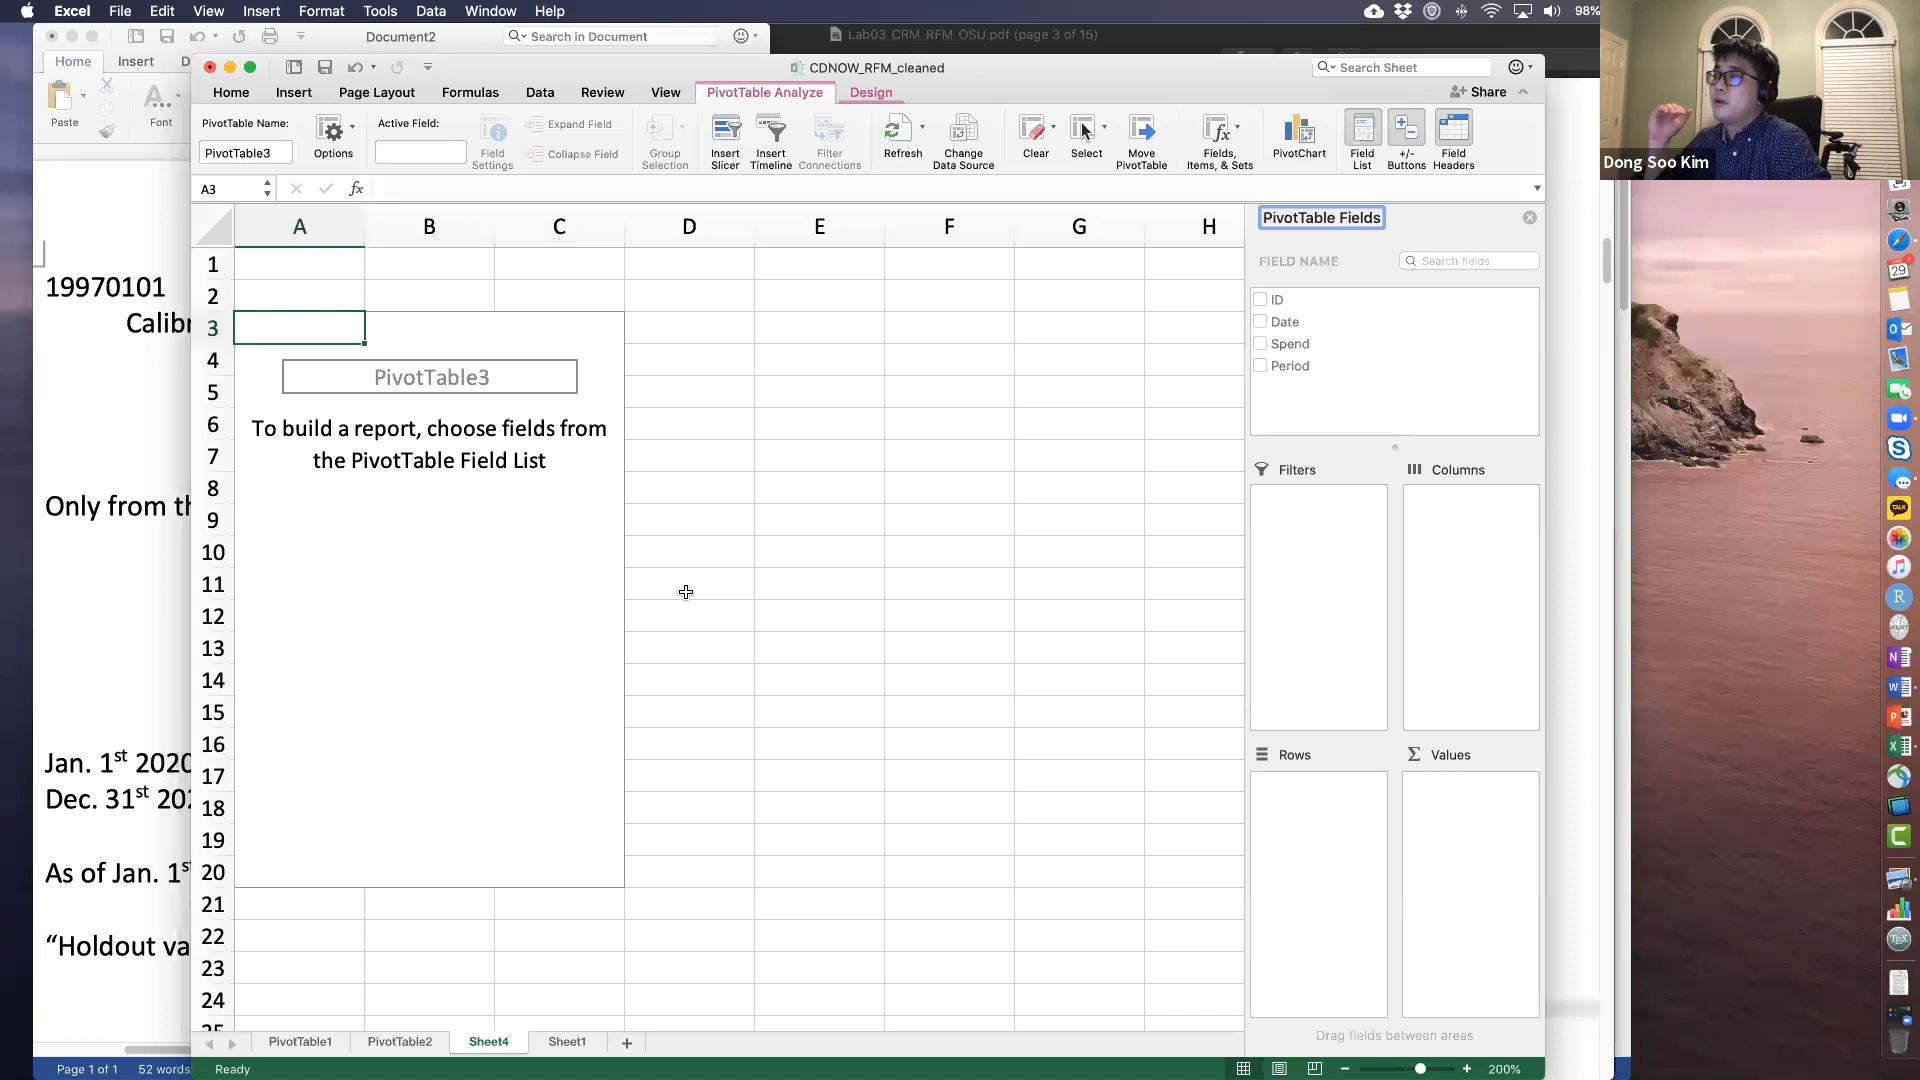 Excel File Edit View Insert Format Tools Data Window Help 98%
Document2
Search in Document
Lab03_CRM_RFM_OSU.pdf (page 3 of 15)
Home Insert D
Paste Font
19970101
Calibr
Only from th
Jan. 1st 2020
Dec. 31st 202
As of Jan. 1st
“Holdout va
Page 1 of 1 52 words
CDNOW_RFM_cleaned
Search Sheet
Home Insert Page Layout Formulas Data Review View PivotTable Analyze Design Share
PivotTable Name:
PivotTable3
Options
Active Field:
Field Settings
Expand Field
Collapse Field
Group Selection
Insert Slicer
Insert Timeline
Filter Connections
Refresh
Change Data Source
Clear
Select
Move PivotTable
Fields, Items, & Sets
PivotChart
Field List
+/- Buttons
Field Headers
A3 fx
A B C D E F G H
1
2
3
4
5
6
7
8
9
10
11
12
13
14
15
16
17
18
19
20
21
22
23
24
25
PivotTable3
To build a report, choose fields from
the PivotTable Field List
PivotTable Fields
FIELD NAME Search fields
ID
Date
Spend
Period
Filters Columns
Rows Values
Drag fields between areas
PivotTable1 PivotTable2 Sheet4 Sheet1
Ready 200%
Dong Soo Kim
29
TALK
R
TEX